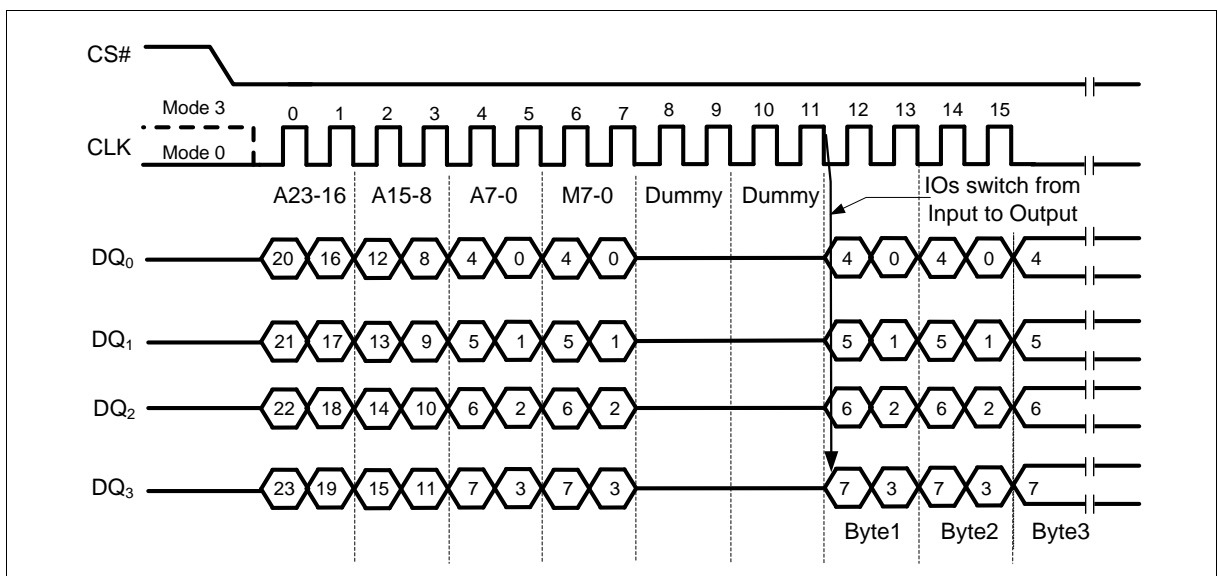 CS#
Mode 3
0 1 2 3 4 5 6 7 8 9 10 11 12 13 14 15
CLK
Mode 0
A23-16 A15-8 A7-0 M7-0 Dummy Dummy
IOs switch from
Input to Output
DQ0 20 16 12 8 4 0 4 0 4 0 4 0 4
DQ1 21 17 13 9 5 1 5 1 5 1 5 1 5
DQ2 22 18 14 10 6 2 6 2 6 2 6 2 6
DQ3 23 19 15 11 7 3 7 3 7 3 7 3 7
Byte1 Byte2 Byte3